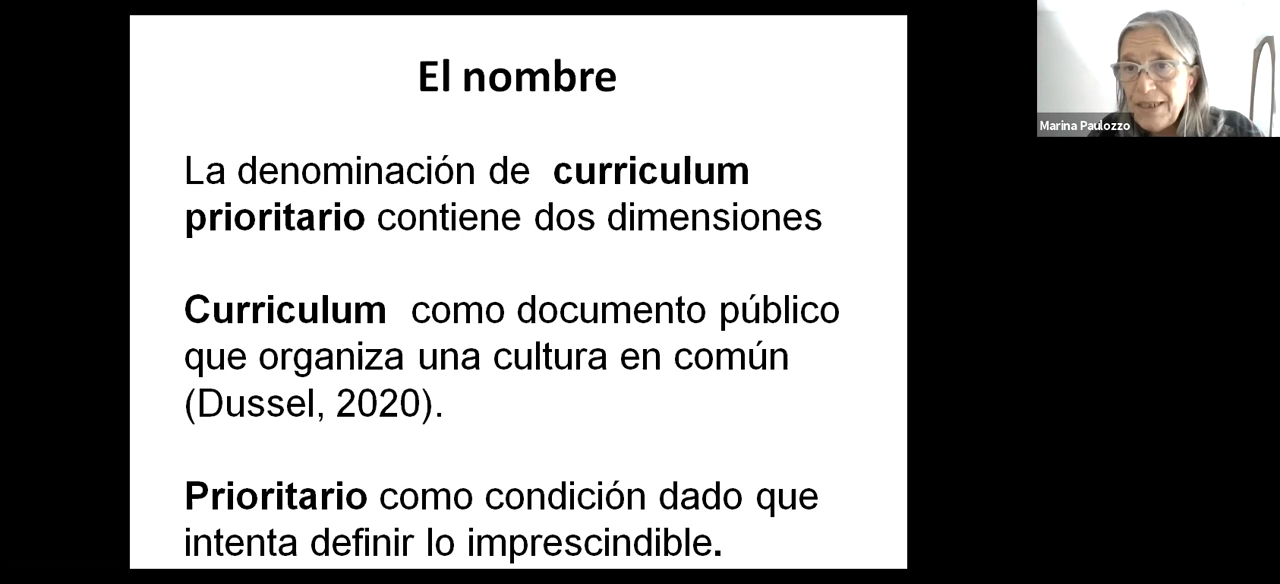 El nombre
La denominación de curriculum
prioritario contiene dos dimensiones
Curriculum como documento público
que organiza una cultura en común
(Dussel, 2020).
Prioritario como condición dado que
intenta definir lo imprescindible.
Marina Paulozzo